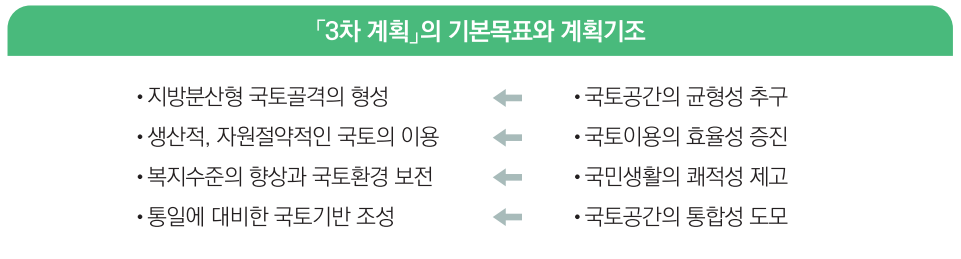 「3차 계획」의 기본목표와 계획기조
• 지방분산형 국토골격의 형성 ← • 국토공간의 균형성 추구
• 생산적, 자원절약적인 국토의 이용 ← • 국토이용의 효율성 증진
• 복지수준의 향상과 국토환경 보전 ← • 국민생활의 쾌적성 제고
• 통일에 대비한 국토기반 조성 ← • 국토공간의 통합성 도모